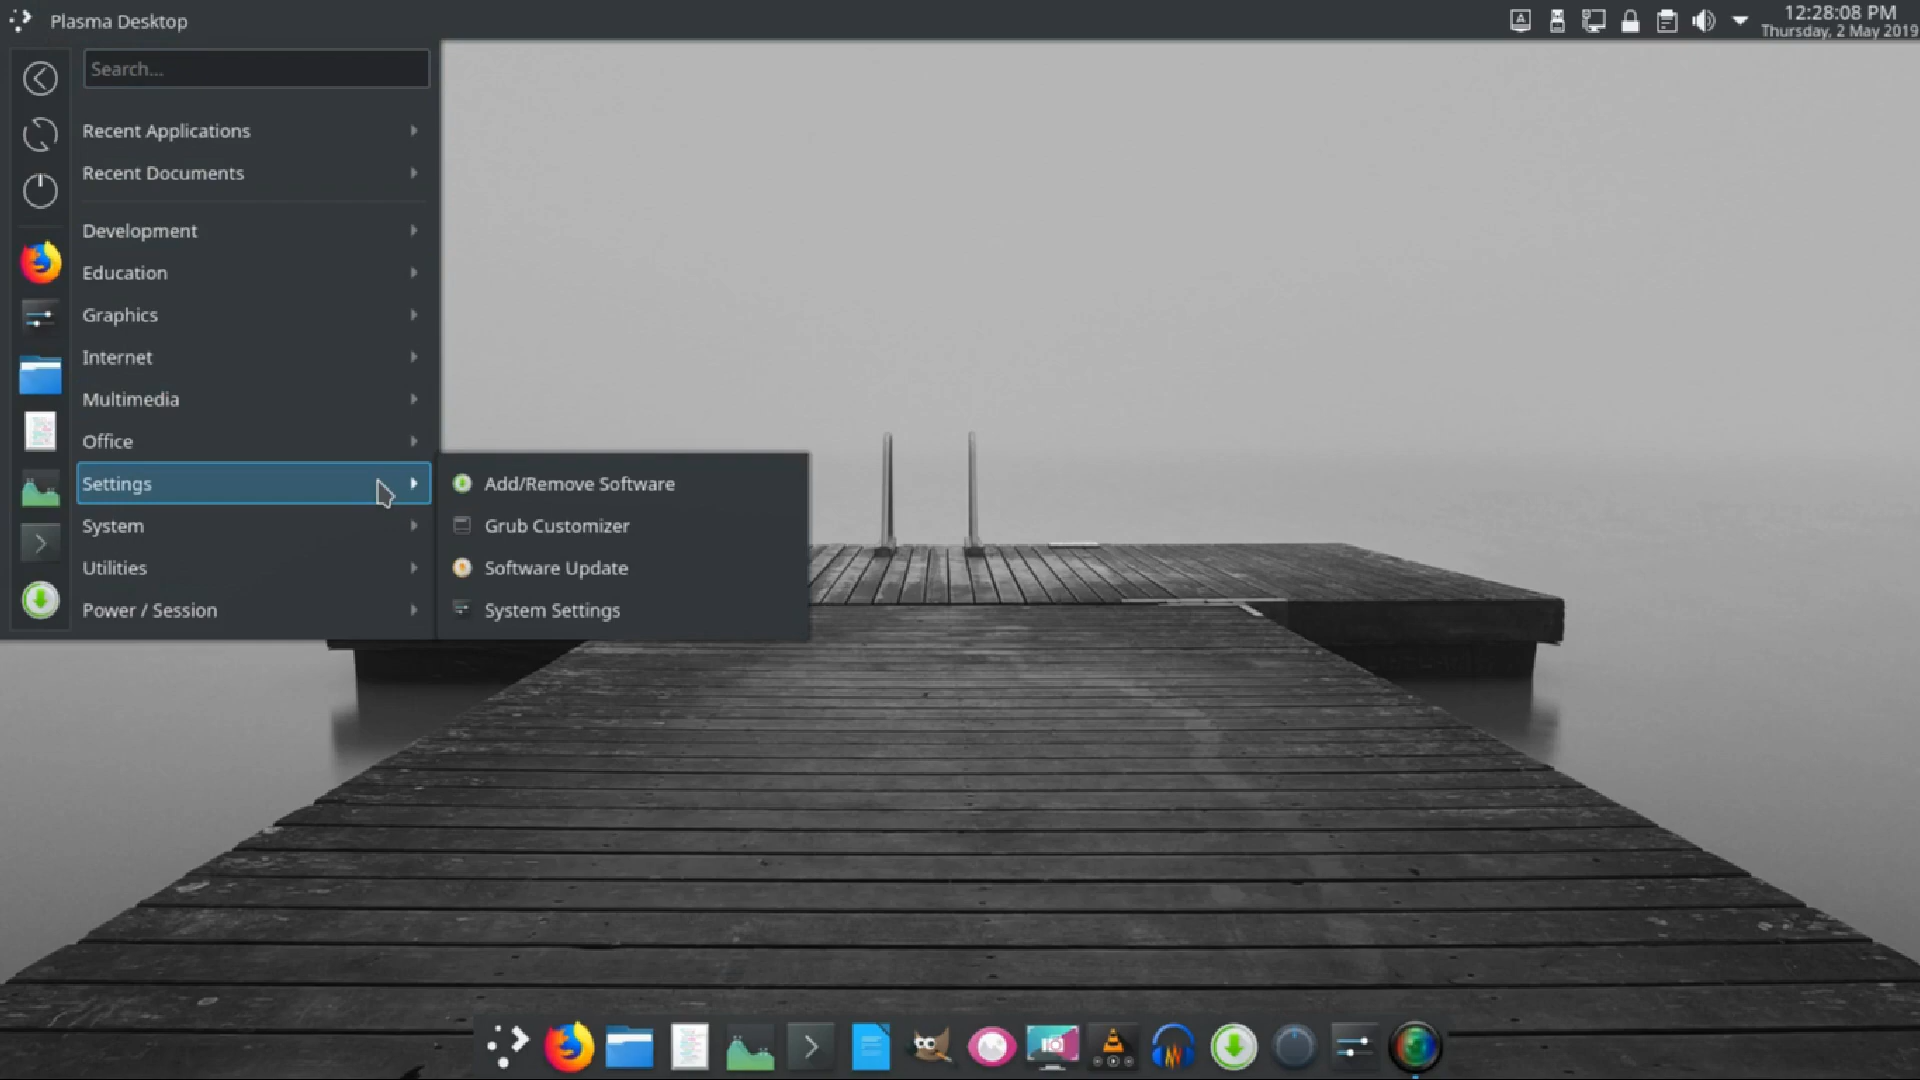 Plasma Desktop
12:28:08 PM
Thursday, 2 May 2019
Search...
Recent Applications
Recent Documents
Development
Education
Graphics
Internet
Multimedia
Office
Settings
System
Utilities
Power / Session
Add/Remove Software
Grub Customizer
Software Update
System Settings